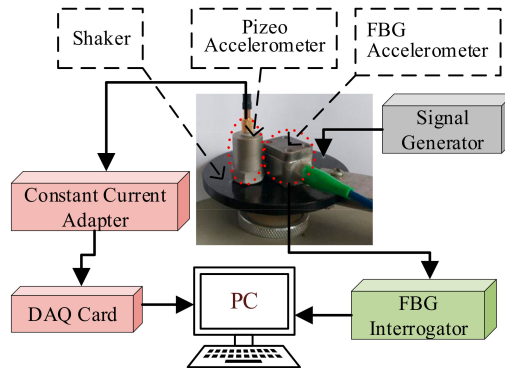 Shaker
Pizeo
Accelerometer
FBG
Accelerometer
Signal
Generator
Constant Current
Adapter
DAQ Card
PC
FBG
Interrogator